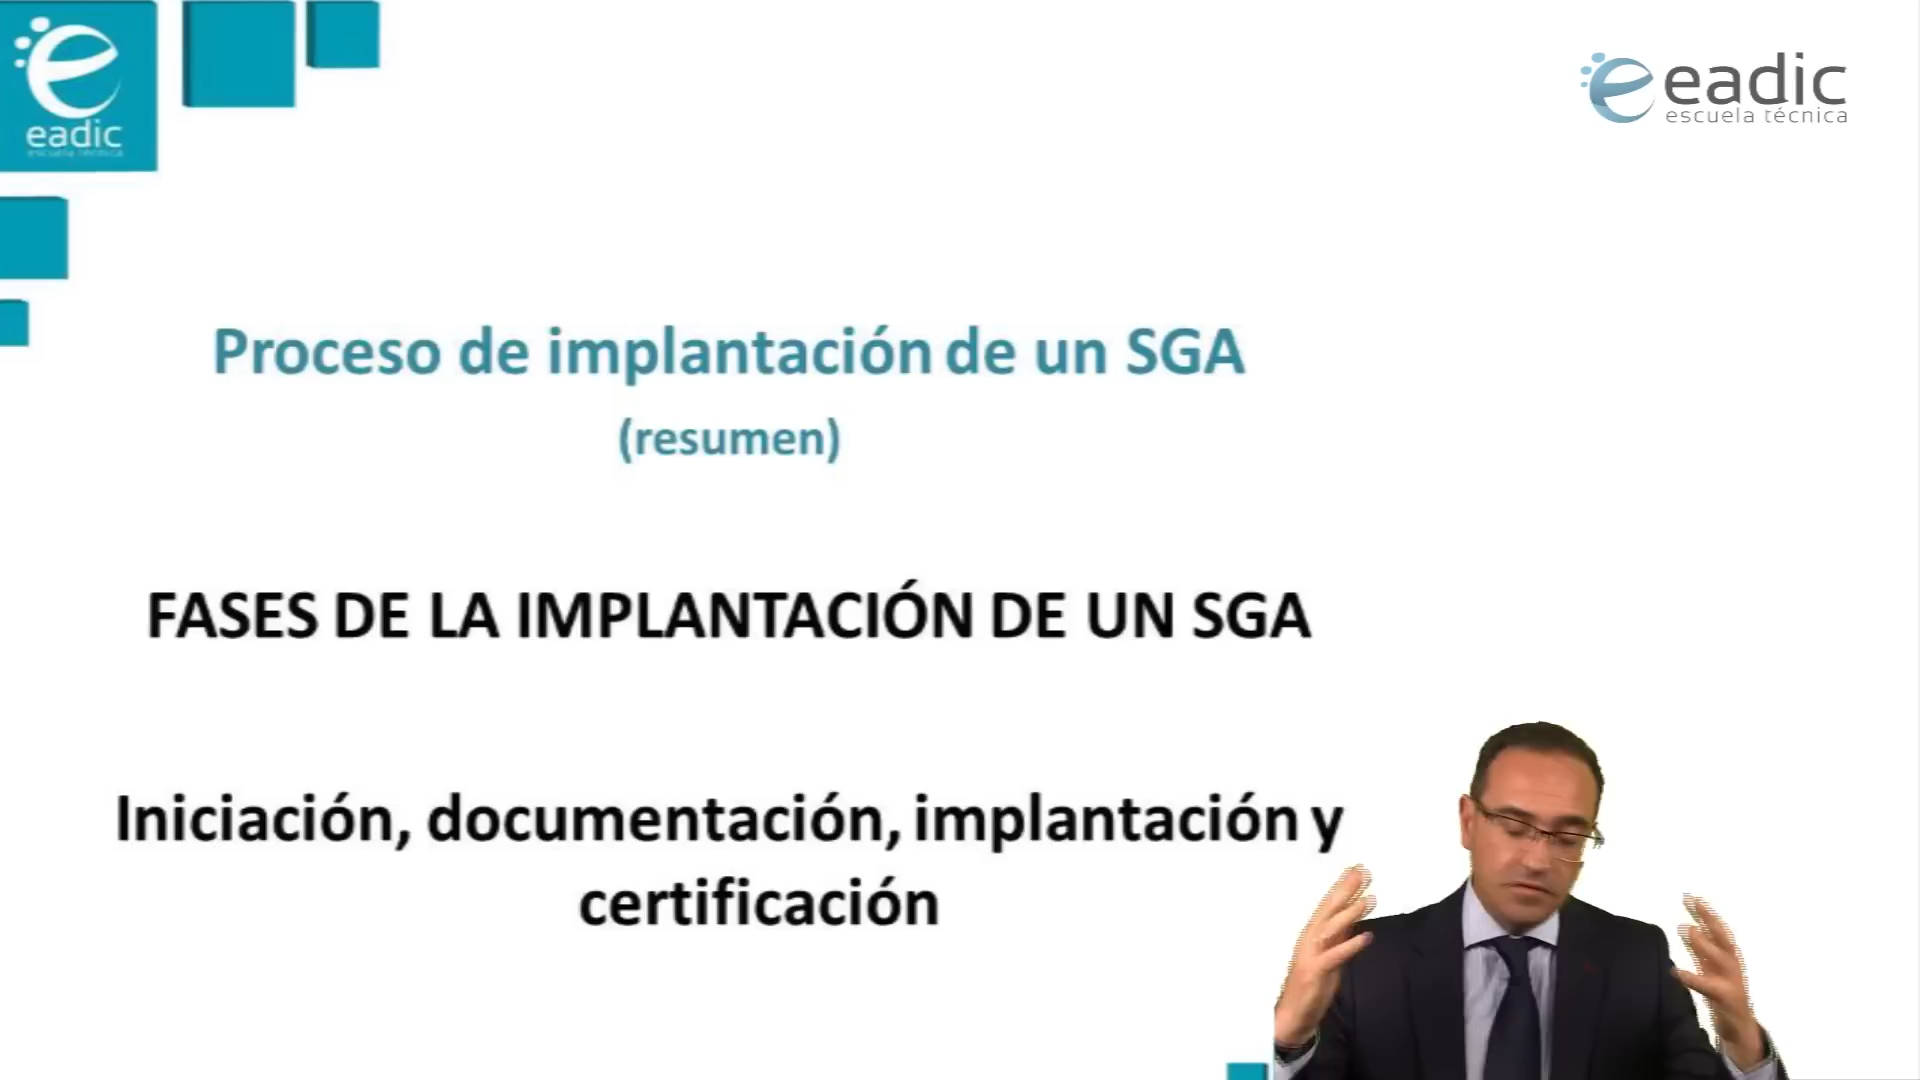 eadic
escuela técnica
eadic
escuela técnica
Proceso de implantación de un SGA
(resumen)
FASES DE LA IMPLANTACIÓN DE UN SGA
Iniciación, documentación, implantación y
certificación